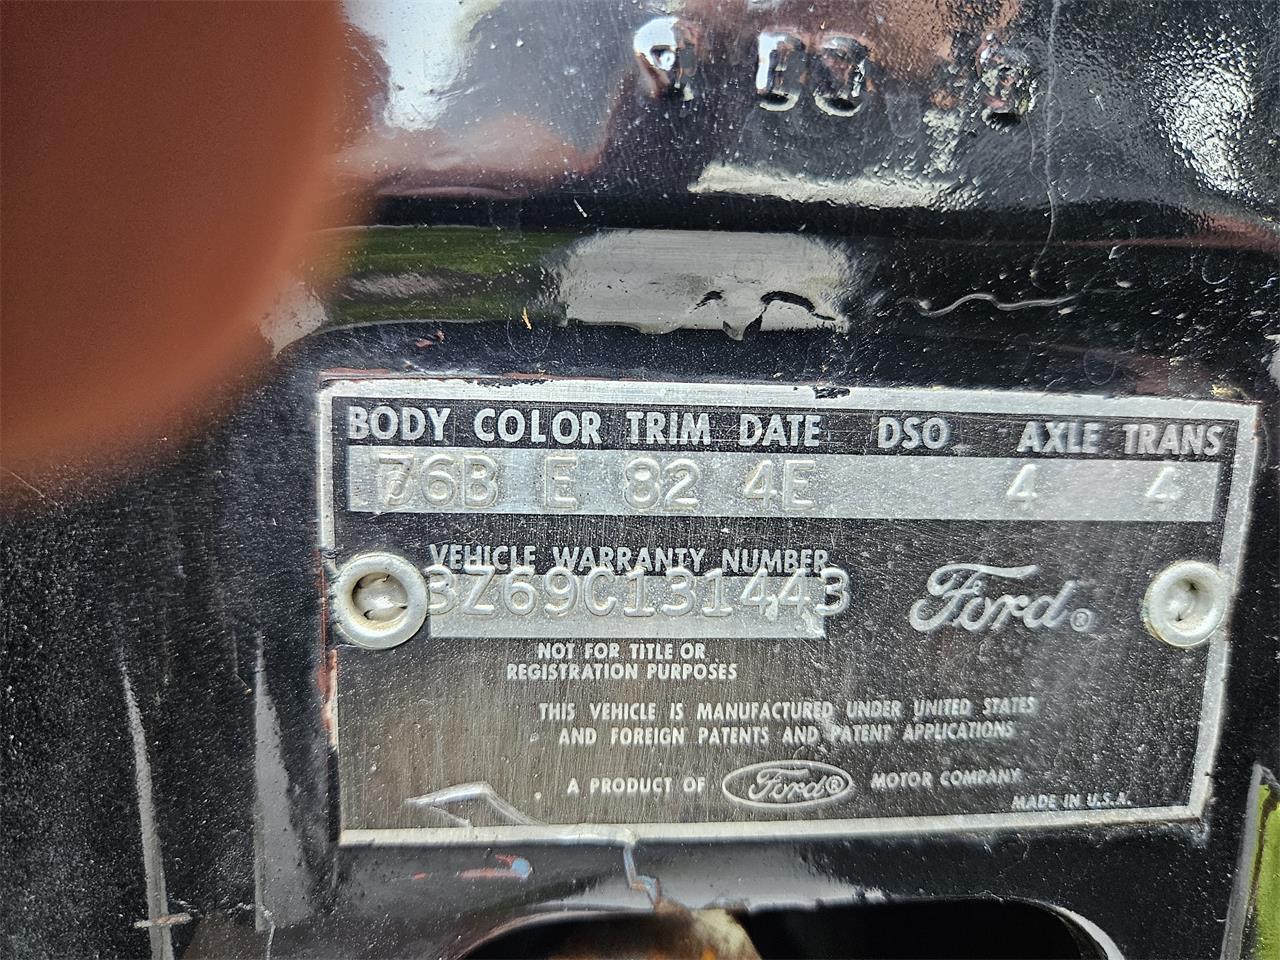 BODY COLOR TRIM DATE DSO AXLE TRANS
76B E 82 4E 4 4
VEHICLE WARRANTY NUMBER
3Z69C131443
Ford®
NOT FOR TITLE OR
REGISTRATION PURPOSES
THIS VEHICLE IS MANUFACTURED UNDER UNITED STATES
AND FOREIGN PATENTS AND PATENT APPLICATIONS
A PRODUCT OF Ford® MOTOR COMPANY
MADE IN U.S.A.